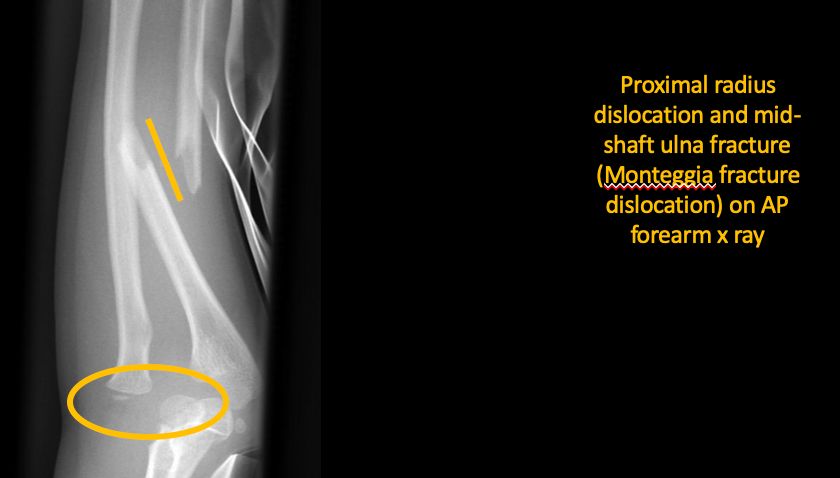 Proximal radius
dislocation and mid-
shaft ulna fracture
(Monteggia fracture
dislocation) on AP
forearm x ray